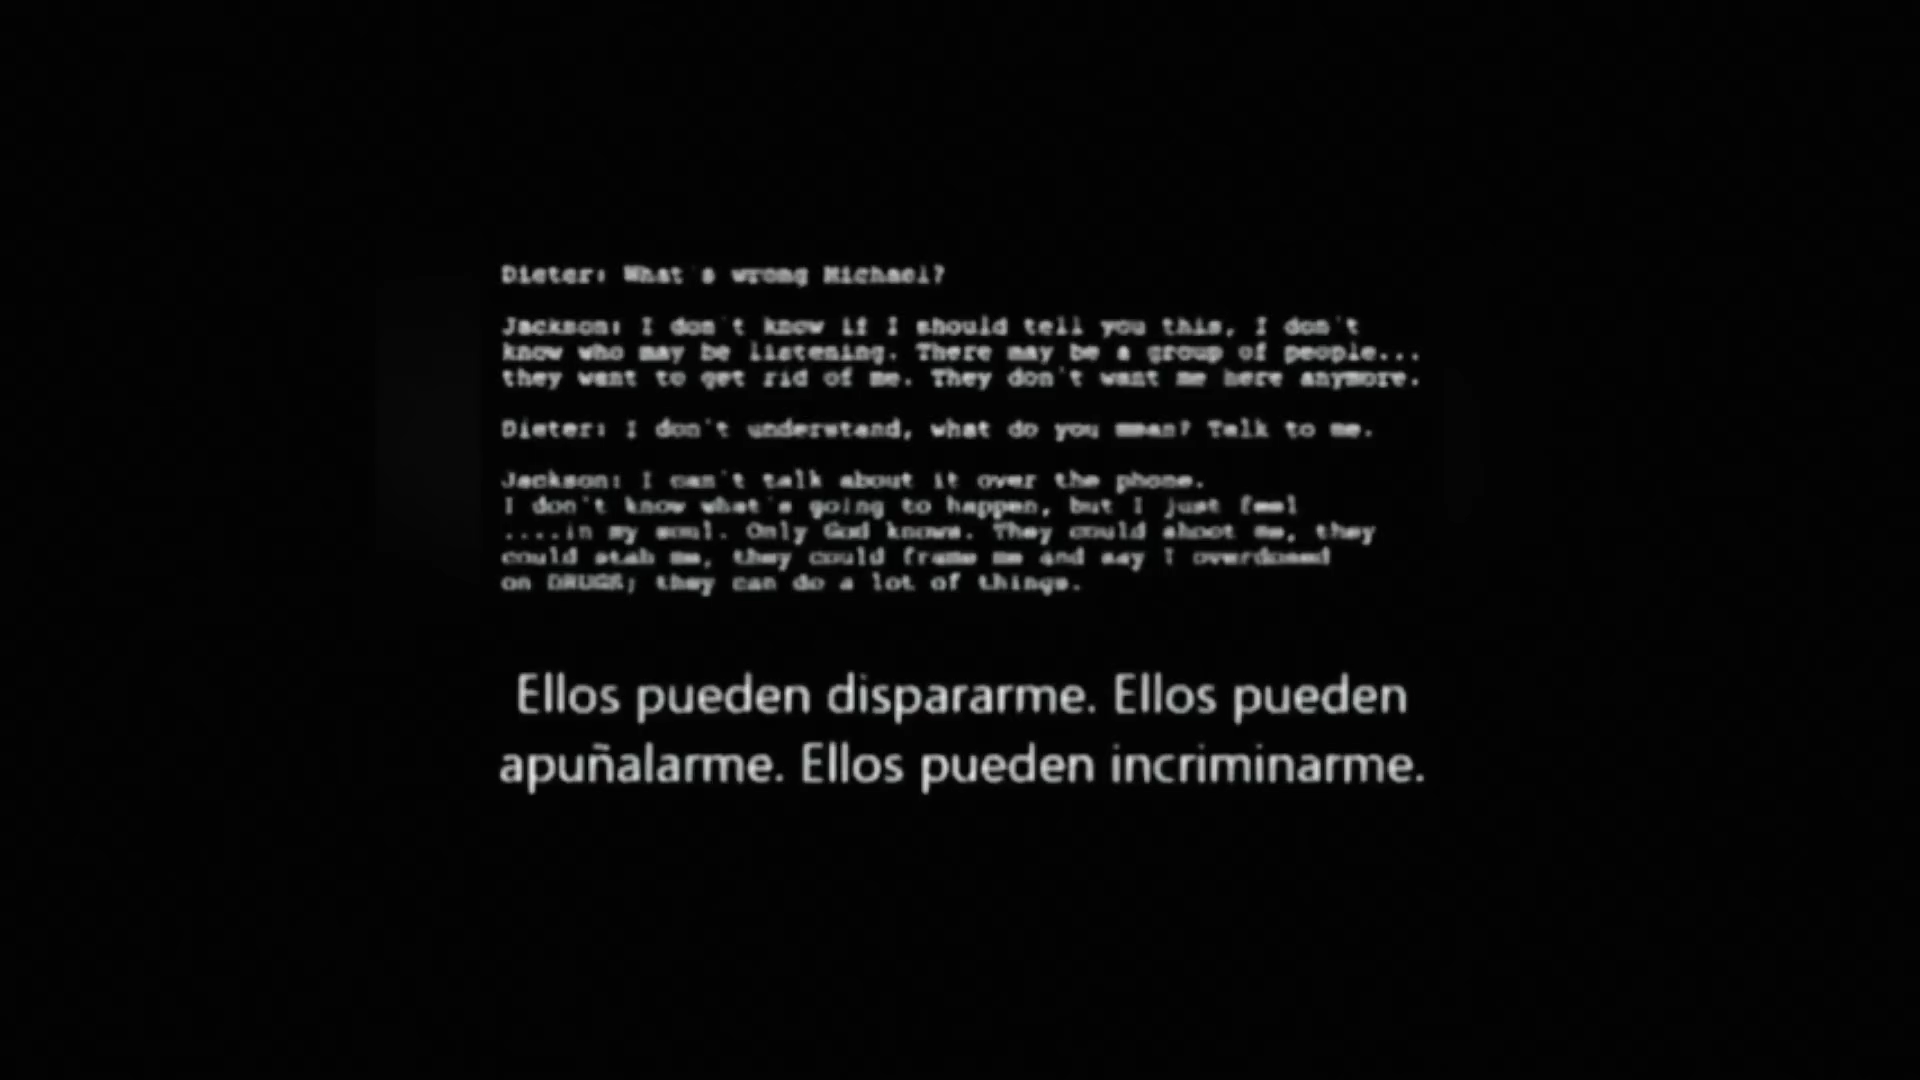 Dieter: What's wrong Michael?
Jackson: I don't know if I should tell you this, I don't
know who may be listening. There may be a group of people...
they want to get rid of me. They don't want me here anymore.
Dieter: I don't understand, what do you mean? Talk to me.
Jackson: I can't talk about it over the phone.
I don't know what's going to happen, but I just feel
....in my soul. Only God knows. They could shoot me, they
could stab me, they could frame me and say I overdosed
on DRUGS; they can do a lot of things.
Ellos pueden dispararme. Ellos pueden
apuñalarme. Ellos pueden incriminarme.